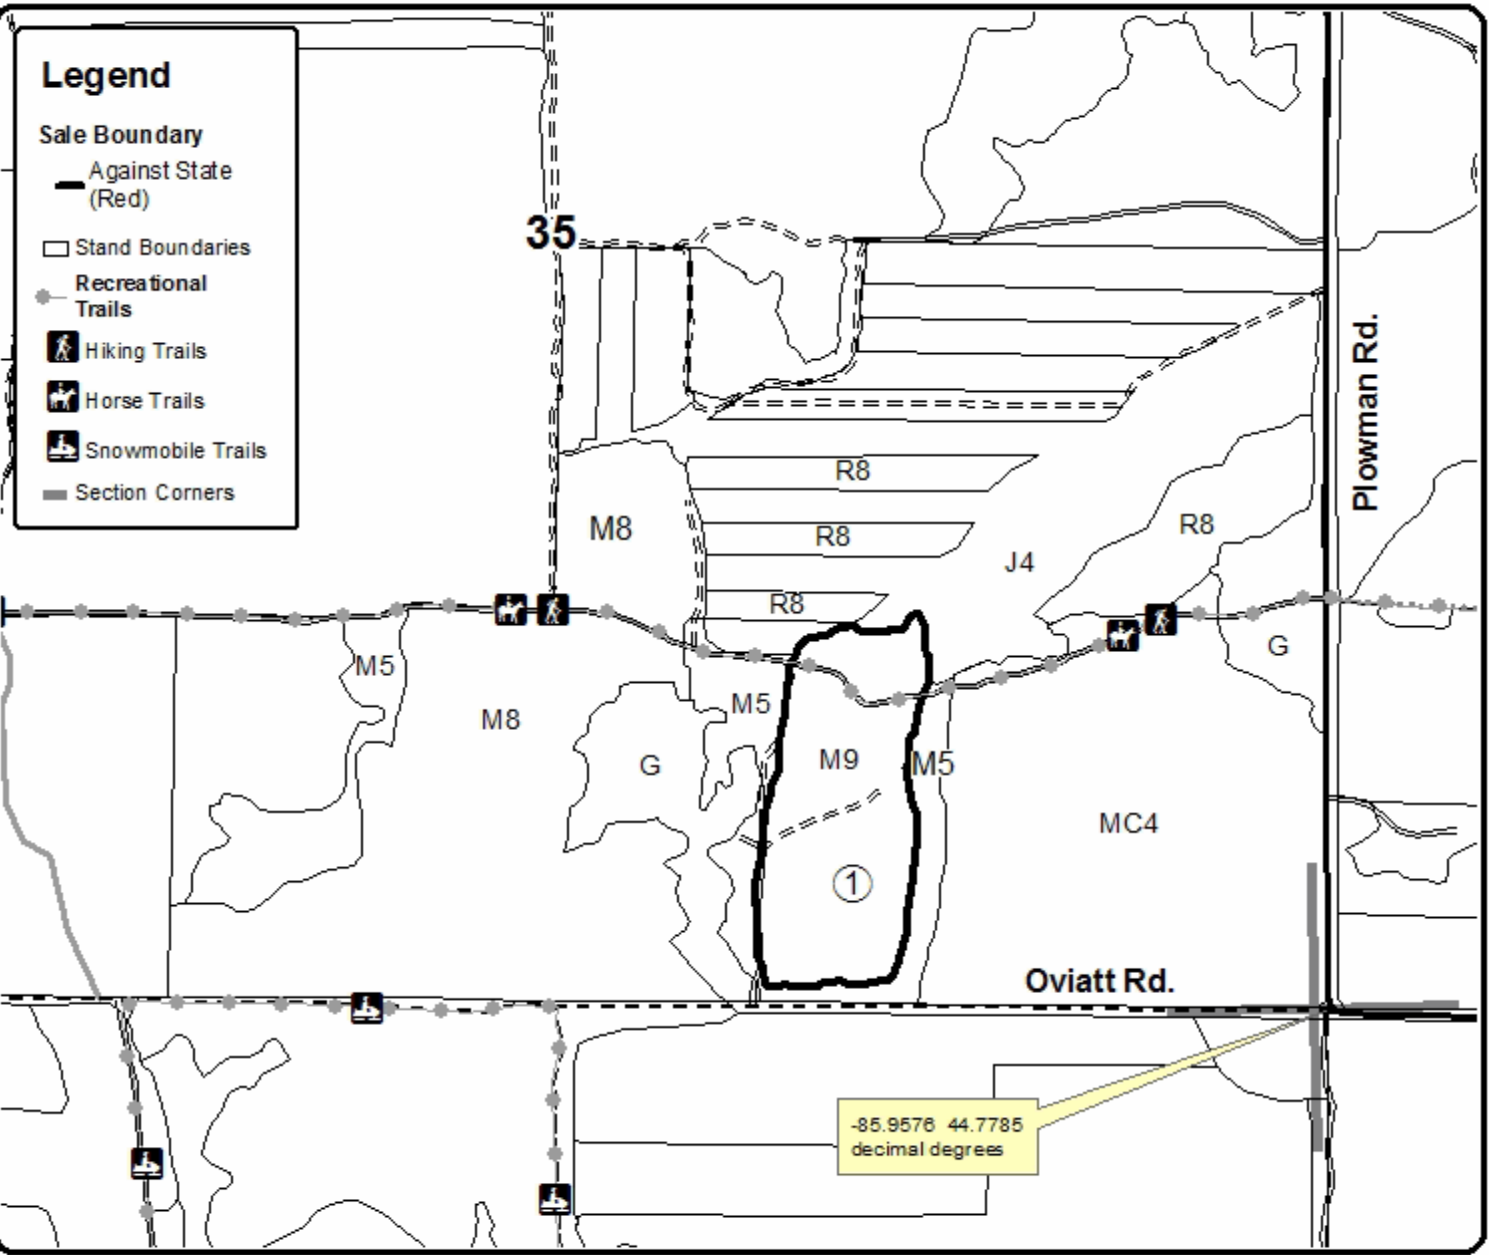 Legend
Sale Boundary
Against State
(Red)
Stand Boundaries
Recreational
Trails
Hiking Trails
Horse Trails
Snowmobile Trails
Section Corners
35
Plowman Rd.
R8
M8
R8
R8
J4
R8
M5
G
M8
M5
G
M9
M5
MC4
1
Oviatt Rd.
-85.9576 44.7785
decimal degrees